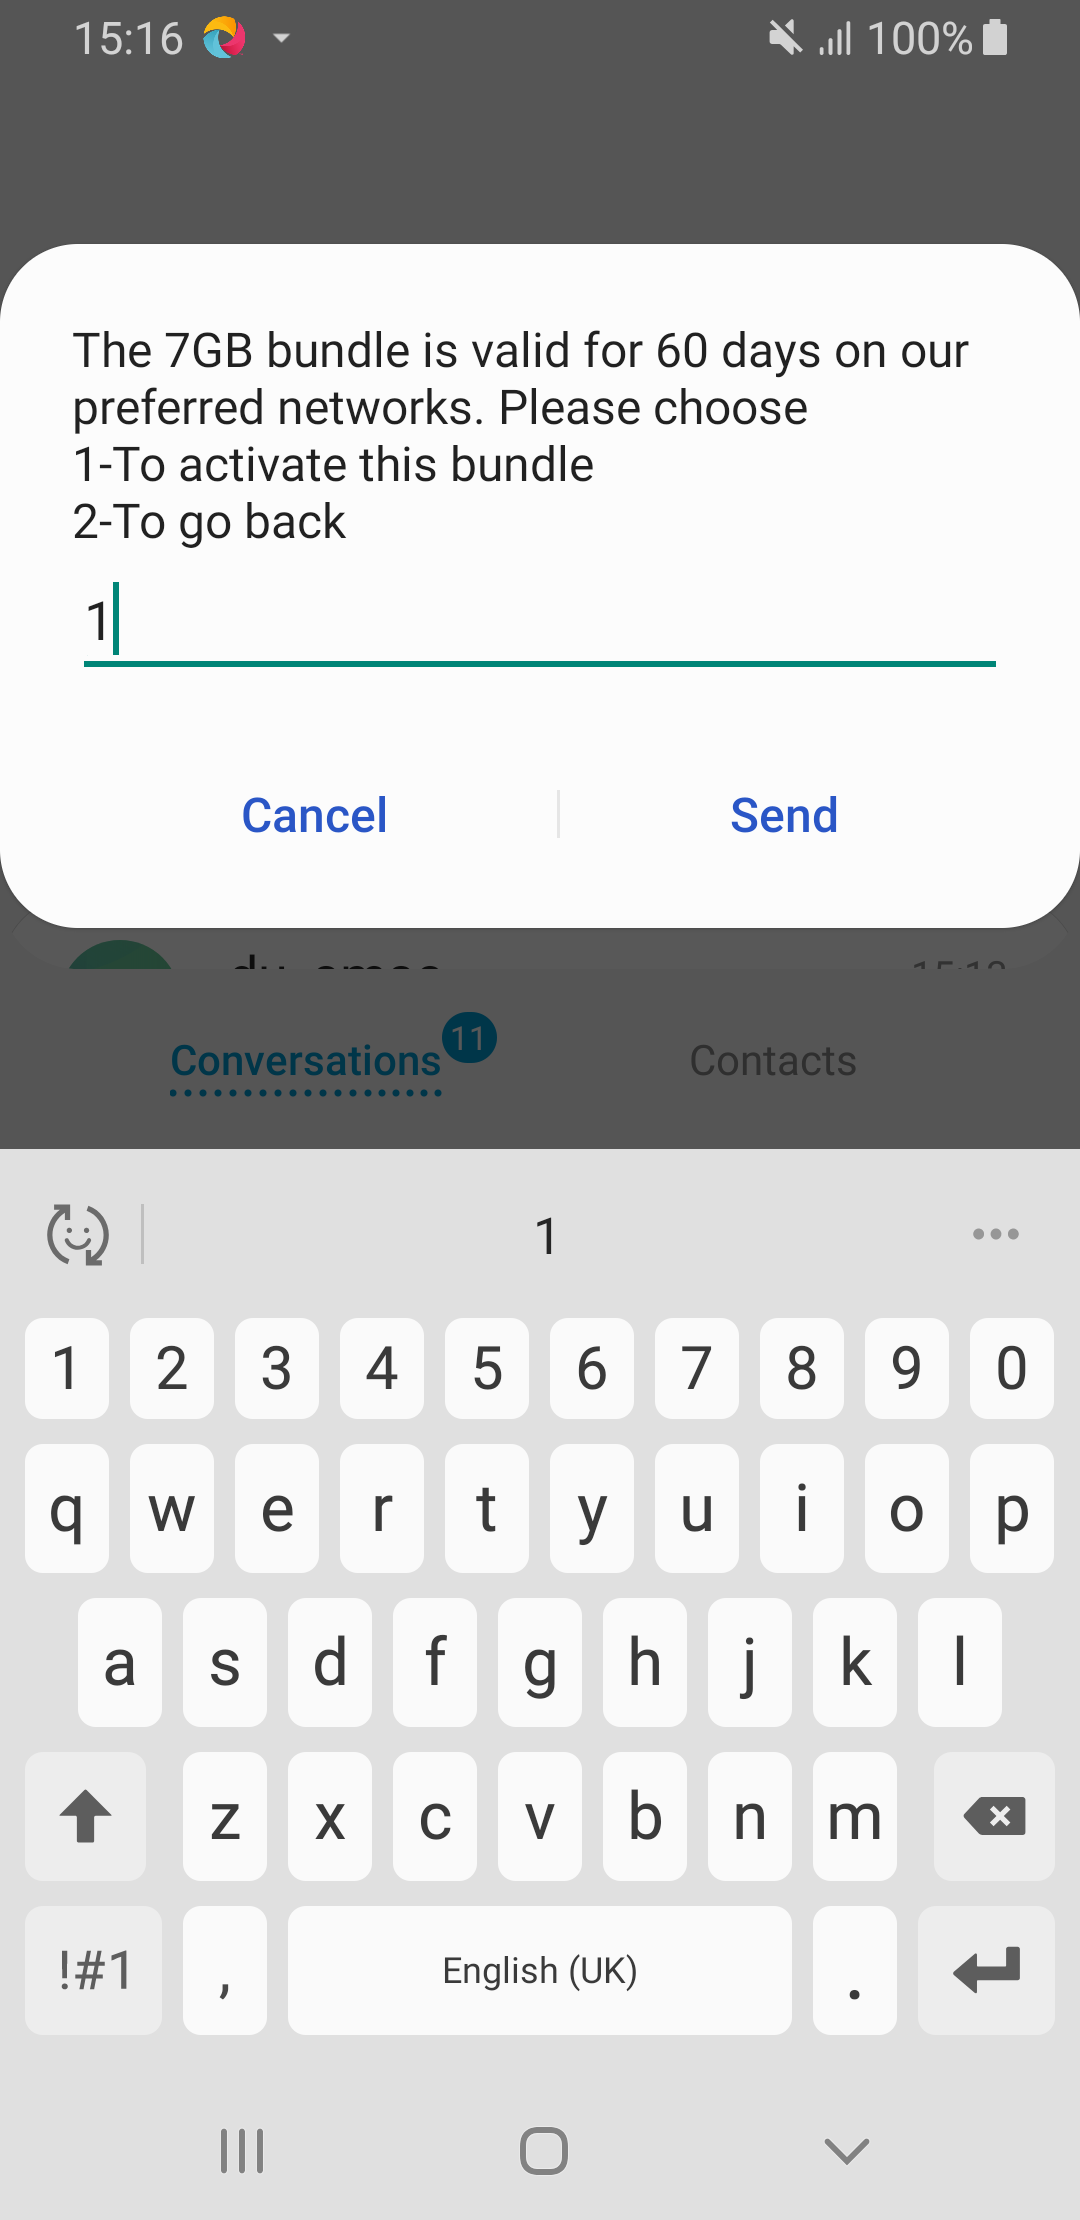 15:16
100%
The 7GB bundle is valid for 60 days on our
preferred networks. Please choose
1-To activate this bundle
2-To go back
1
Cancel
Send
Conversations
11
Contacts
1
1 2 3 4 5 6 7 8 9 0
q w e r t y u i o p
a s d f g h j k l
z x c v b n m
!#1 , English (UK) .